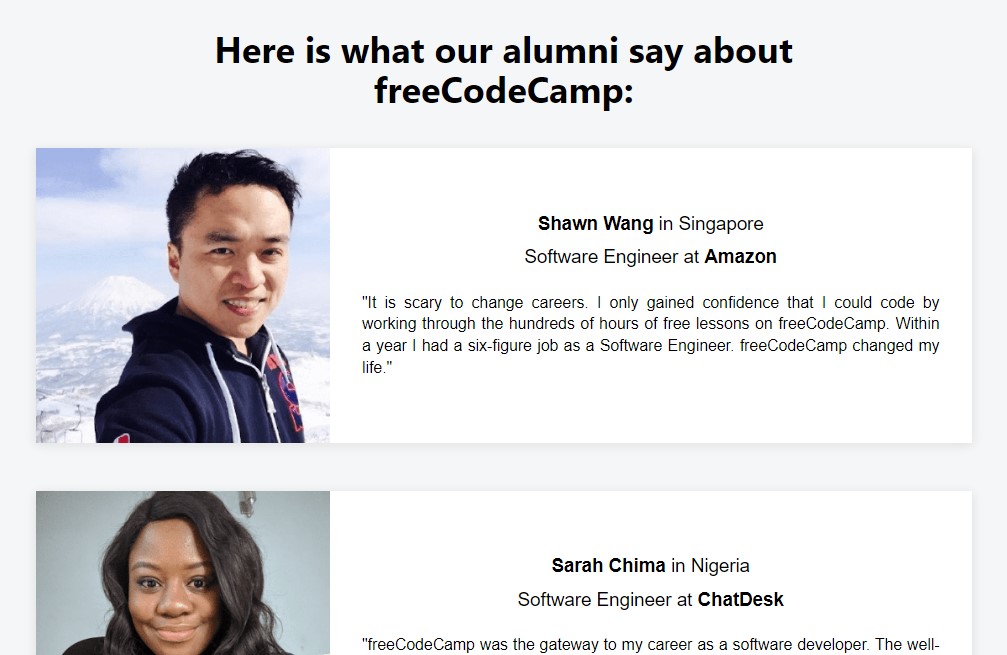 Here is what our alumni say about
freeCodeCamp:
Shawn Wang in Singapore
Software Engineer at Amazon
"It is scary to change careers. I only gained confidence that I could code by
working through the hundreds of hours of free lessons on freeCodeCamp. Within
a year I had a six-figure job as a Software Engineer. freeCodeCamp changed my
life."
Sarah Chima in Nigeria
Software Engineer at ChatDesk
"freeCodeCamp was the gateway to my career as a software developer. The well-